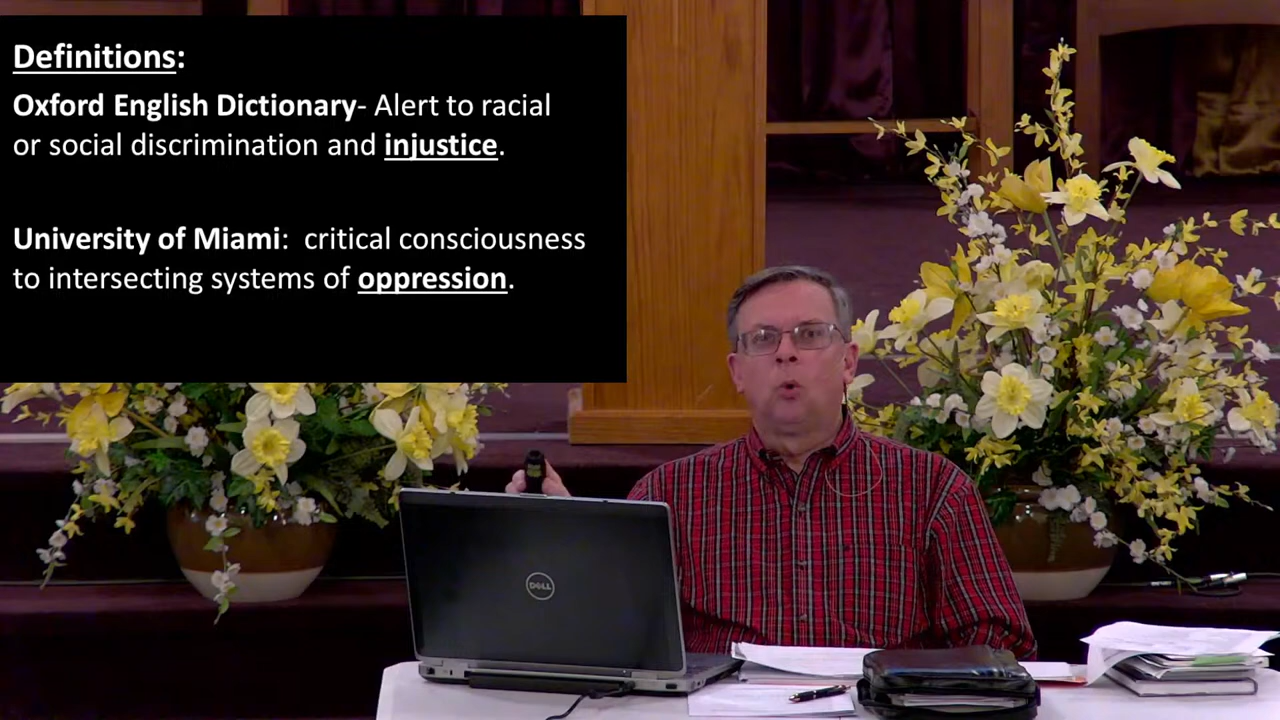 Definitions:
Oxford English Dictionary- Alert to racial
or social discrimination and injustice.
University of Miami:  critical consciousness
to intersecting systems of oppression.
DELL